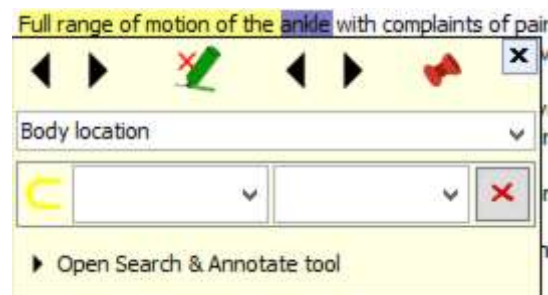 Full range of motion of the ankle with complaints of pai
Body location
Open Search & Annotate tool